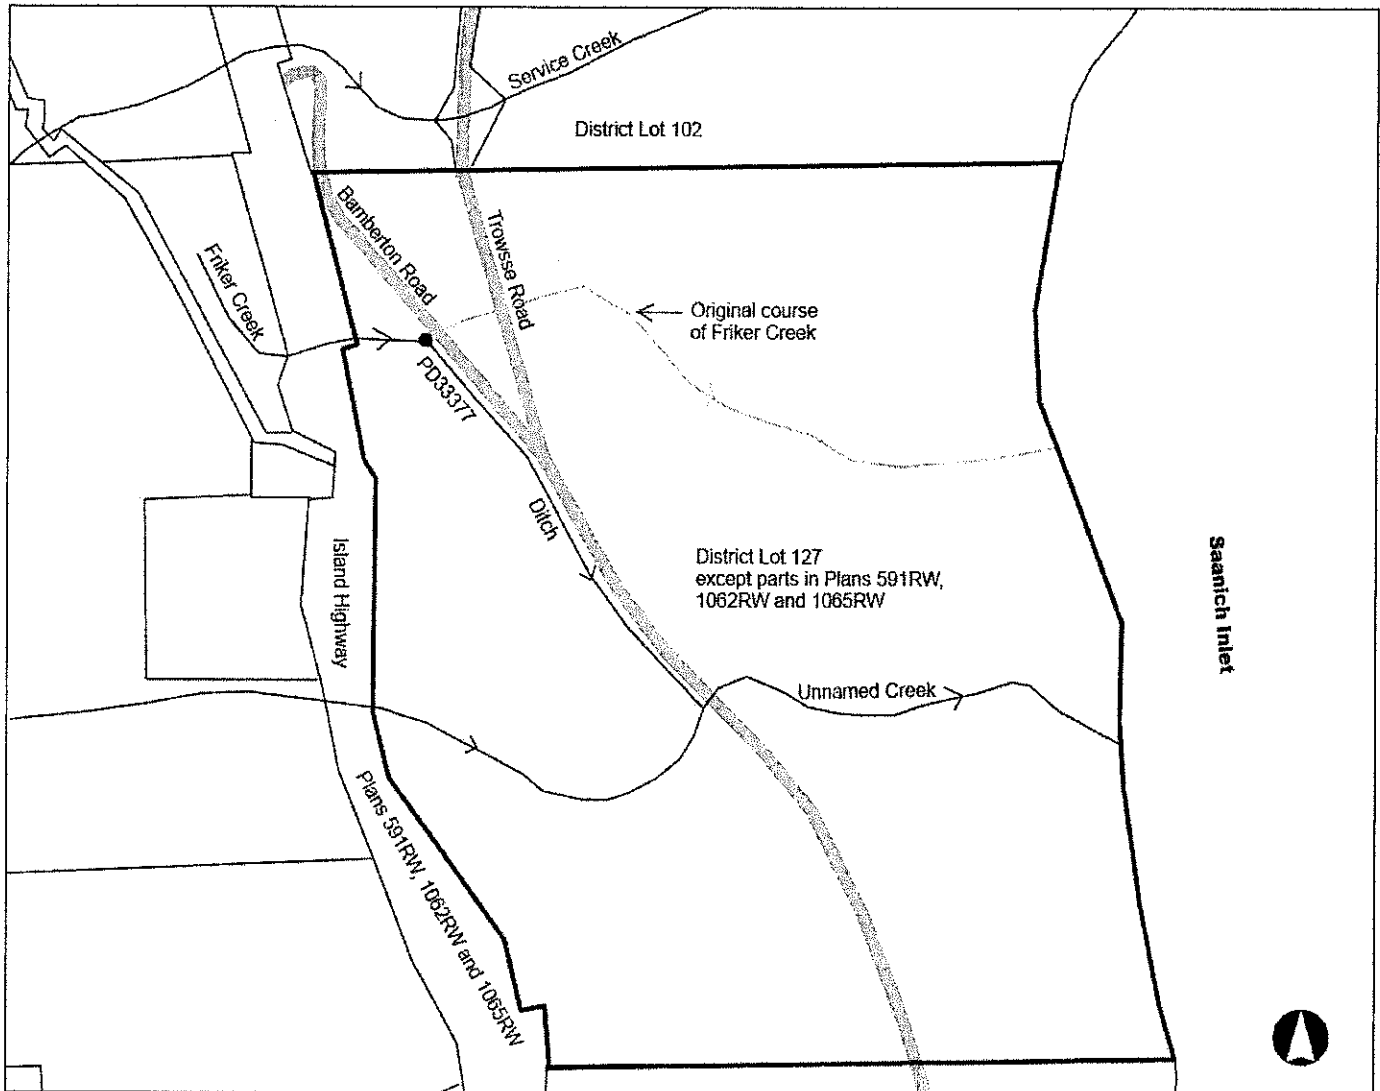 Service Creek
District Lot 102
Bamberton Road
Trowsse Road
Friker Creek
Original course
of Friker Creek
PD33377
Ditch
Island Highway
District Lot 127
except parts in Plans 591RW,
1062RW and 1065RW
Saanich Inlet
Unnamed Creek
Plans 591RW, 1062RW and 1065RW